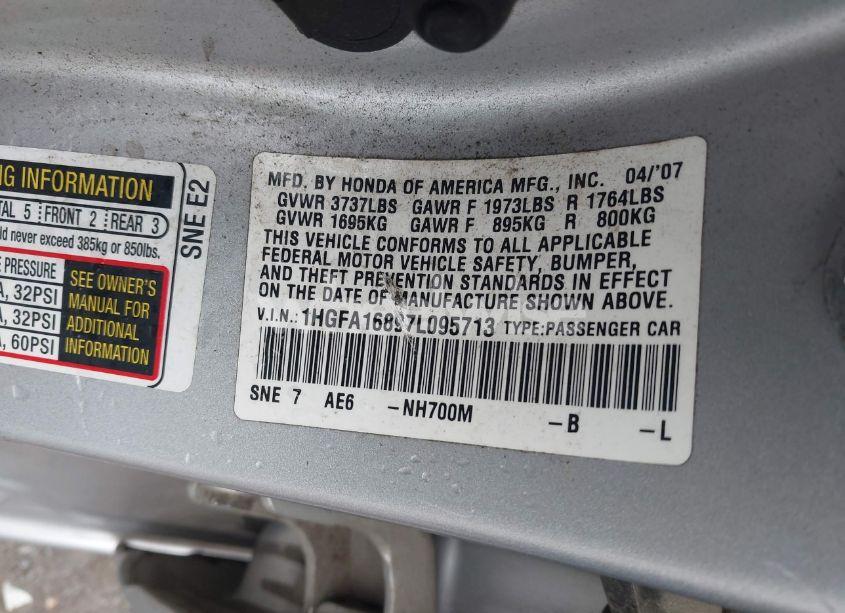 NG INFORMATION
TAL 5 FRONT 2 REAR 3
ld never exceed 385kg or 850lbs.
E PRESSURE
A, 32PSI
A, 32PSI
A, 60PSI
SEE OWNER'S
MANUAL FOR
ADDITIONAL
INFORMATION
SNE E2
MFD. BY HONDA OF AMERICA MFG., INC. 04/'07
GVWR 3737LBS GAWR F 1973LBS R 1764LBS
GVWR 1695KG GAWR F 895KG R 800KG
THIS VEHICLE CONFORMS TO ALL APPLICABLE
FEDERAL MOTOR VEHICLE SAFETY, BUMPER,
AND THEFT PREVENTION STANDARDS IN EFFECT
ON THE DATE OF MANUFACTURE SHOWN ABOVE.
V.I.N.: 1HGFA16897L095713 TYPE:PASSENGER CAR
SNE 7 AE6 -NH700M -B -L